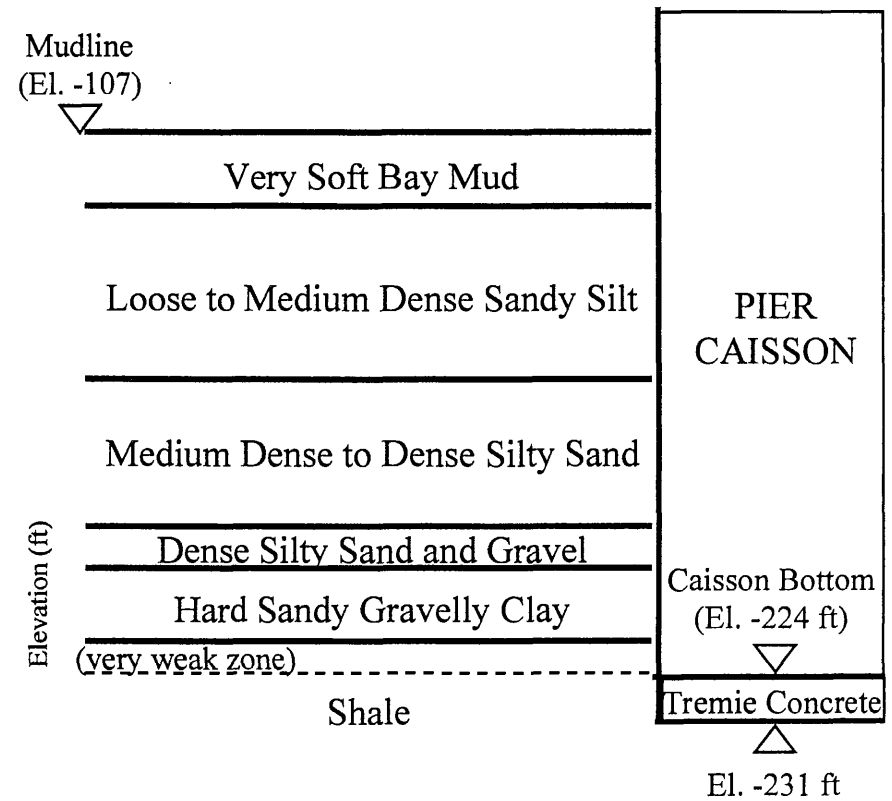 Mudline
(El. -107)
Very Soft Bay Mud
Loose to Medium Dense Sandy Silt
PIER
CAISSON
Medium Dense to Dense Silty Sand
Elevation (ft)
Dense Silty Sand and Gravel
Caisson Bottom
(El. -224 ft)
Hard Sandy Gravelly Clay
(very weak zone)
Shale
Tremie Concrete
El. -231 ft